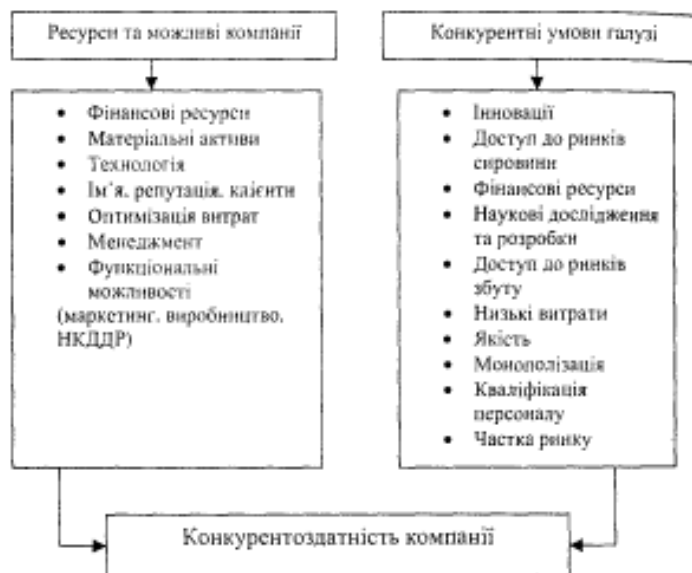 Ресурси та можливі компанії
• Фінансові ресурси
• Матеріальні активи
• Технологія
• Ім'я, репутація, клієнти
• Оптимізація витрат
• Менеджмент
• Функціональні
можливості
(маркетинг, виробництво,
НКДДР)
Конкурентні умови галузі
• Інновації
• Доступ до ринків
сировини
• Фінансові ресурси
• Наукові дослідження
та розробки
• Доступ до ринків
збуту
• Низькі витрати
• Якість
• Монополізація
• Кваліфікація
персоналу
• Частка ринку
Конкурентоздатність компанії